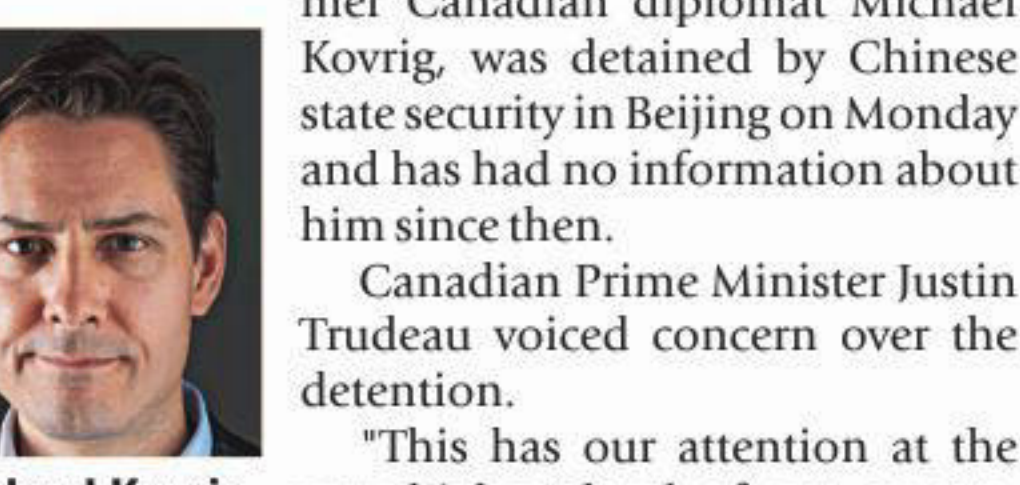 Canadian diplomat Michael
Kovrig, was detained by Chinese
state security in Beijing on Monday
and has had no information about
him since then.
Canadian Prime Minister Justin
Trudeau voiced concern over the
detention.
"This has our attention at the